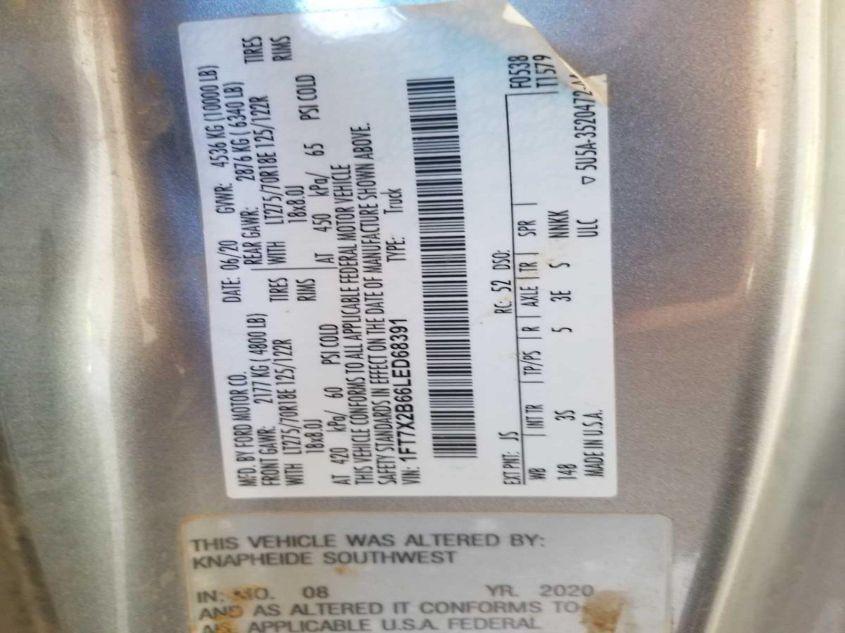 MFD. BY FORD MOTOR CO. DATE: 06/20 GVWR: 4536 KG (10000 LB)
FRONT GAWR: 2177 KG ( 4800 LB) REAR GAWR: 2876 KG ( 6340 LB)
WITH LT275/70R18E 125/122R TIRES WITH LT275/70R18E 125/122R TIRES
18x8.0J RIMS 18x8.0J RIMS
AT 420 kPa/ 60 PSI COLD AT 450 kPa/ 65 PSI COLD
THIS VEHICLE CONFORMS TO ALL APPLICABLE FEDERAL MOTOR VEHICLE
SAFETY STANDARDS IN EFFECT ON THE DATE OF MANUFACTURE SHOWN ABOVE.
VIN: 1FT7X2B66LED68391 TYPE: Truck
F0538
T1579
EXT PNT: JS RC: 52 DSO:
WB INT TR TP/PS R AXLE TR SPR
148 3S 5 3E S NNKK
MADE IN U.S.A. ULC
▽ 5U5A-3520472-
THIS VEHICLE WAS ALTERED BY:
KNAPHEIDE SOUTHWEST
IN: MO. 08 YR. 2020
AND AS ALTERED IT CONFORMS TO
APPLICABLE U.S.A. FEDERAL